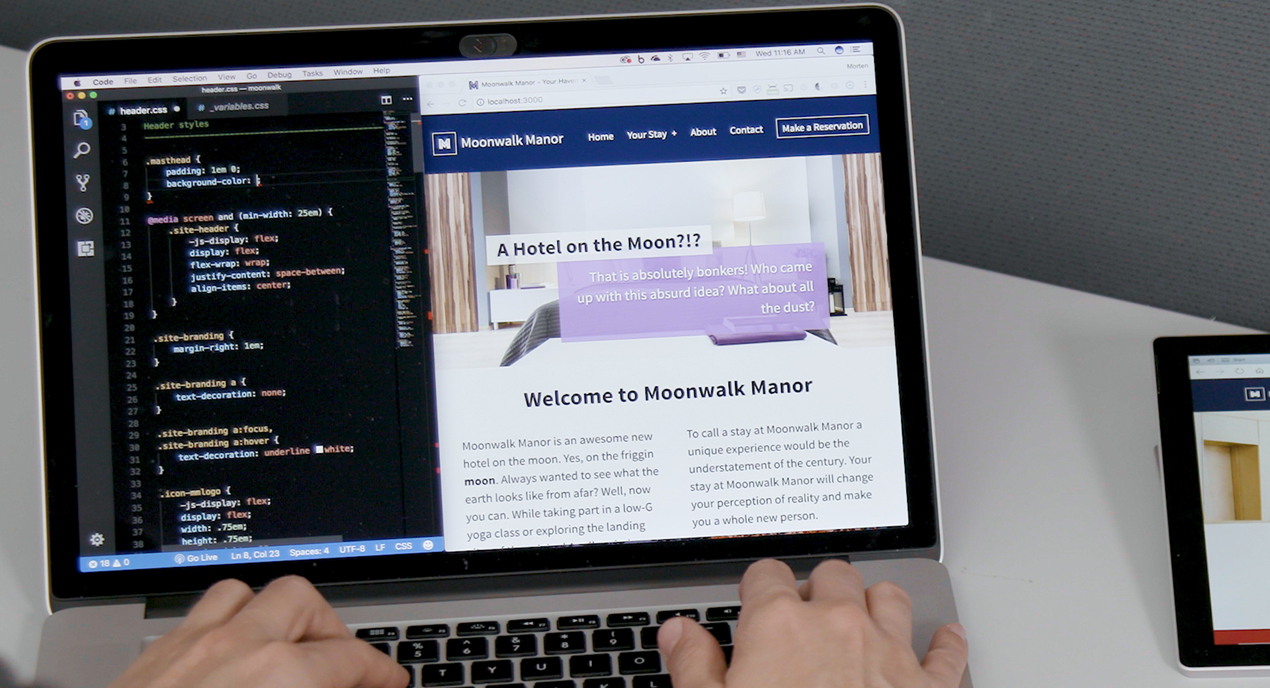 Code File Edit Selection View Go Debug Tasks Window Help
Wed 11:16 AM
header.css — moonwalk
# header.css
# _variables.css
3 Header styles
4
5
6 .masthead {
7 padding: 1em 0;
8 background-color: ;
9 }
10
11 @media screen and (min-width: 25em) {
12 .site-header {
13 -js-display: flex;
14 display: flex;
15 flex-wrap: wrap;
16 justify-content: space-between;
17 align-items: center;
18 }
19 }
20
21 .site-branding {
22 margin-right: 1em;
23 }
24
25 .site-branding a {
26 text-decoration: none;
27 }
28
29 .site-branding a:focus,
30 .site-branding a:hover {
31 text-decoration: underline white;
32 }
33
34 .icon-mmlogo {
35 -js-display: flex;
36 display: flex;
37 width: .75em;
38 height: .75em;
18 0 Go Live Ln 8, Col 23 Spaces: 4 UTF-8 LF CSS
Morten
Moonwalk Manor – Your Have
localhost:3000
M Moonwalk Manor Home Your Stay + About Contact Make a Reservation
A Hotel on the Moon?!?
That is absolutely bonkers! Who came
up with this absurd idea? What about all
the dust?
Welcome to Moonwalk Manor
Moonwalk Manor is an awesome new
hotel on the moon. Yes, on the friggin
moon. Always wanted to see what the
earth looks like from afar? Well, now
you can. While taking part in a low-G
yoga class or exploring the landing
To call a stay at Moonwalk Manor a
unique experience would be the
understatement of the century. Your
stay at Moonwalk Manor will change
your perception of reality and make
you a whole new person.
% 5
^ 6
& 7
* 8
( 9
T Y U I O
K L
M